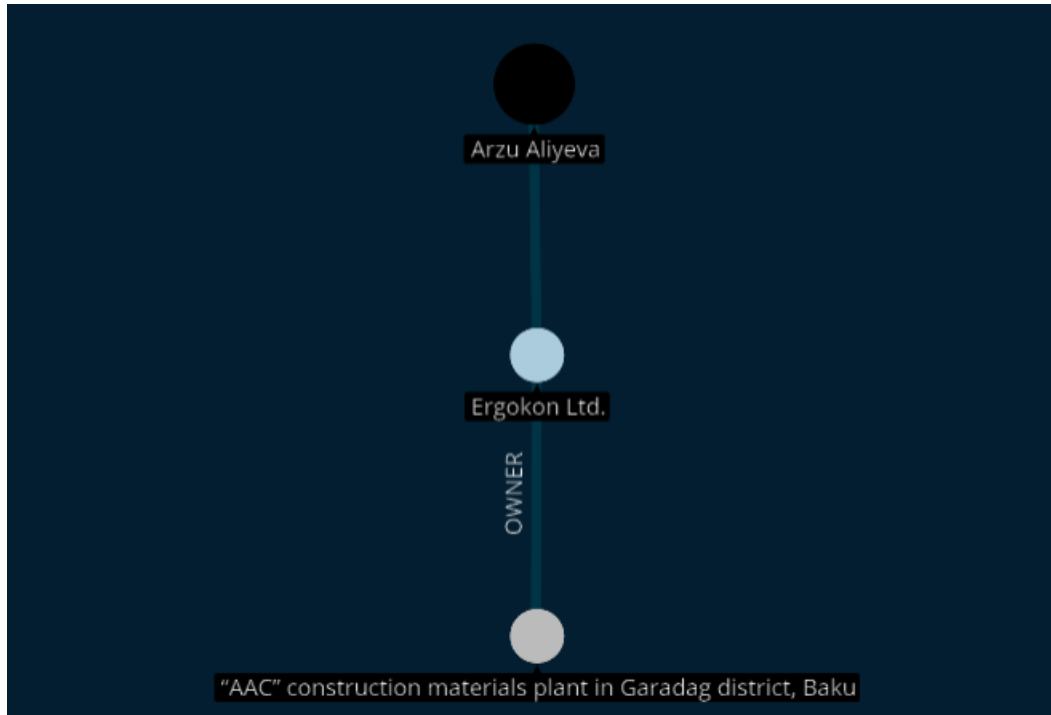 Arzu Aliyeva
Ergokon Ltd.
OWNER
“AAC” construction materials plant in Garadag district, Baku